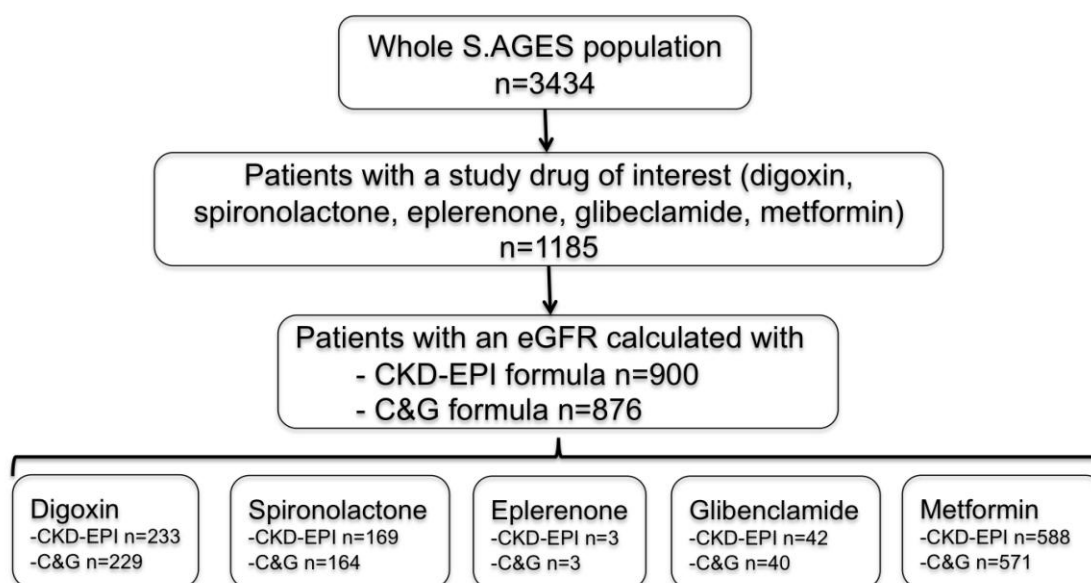 Whole S.AGES population
n=3434
Patients with a study drug of interest (digoxin,
spironolactone, eplerenone, glibeclamide, metformin)
n=1185
Patients with an eGFR calculated with
- CKD-EPI formula n=900
- C&G formula n=876
Digoxin
-CKD-EPI n=233
-C&G n=229
Spironolactone
-CKD-EPI n=169
-C&G n=164
Eplerenone
-CKD-EPI n=3
-C&G n=3
Glibenclamide
-CKD-EPI n=42
-C&G n=40
Metformin
-CKD-EPI n=588
-C&G n=571